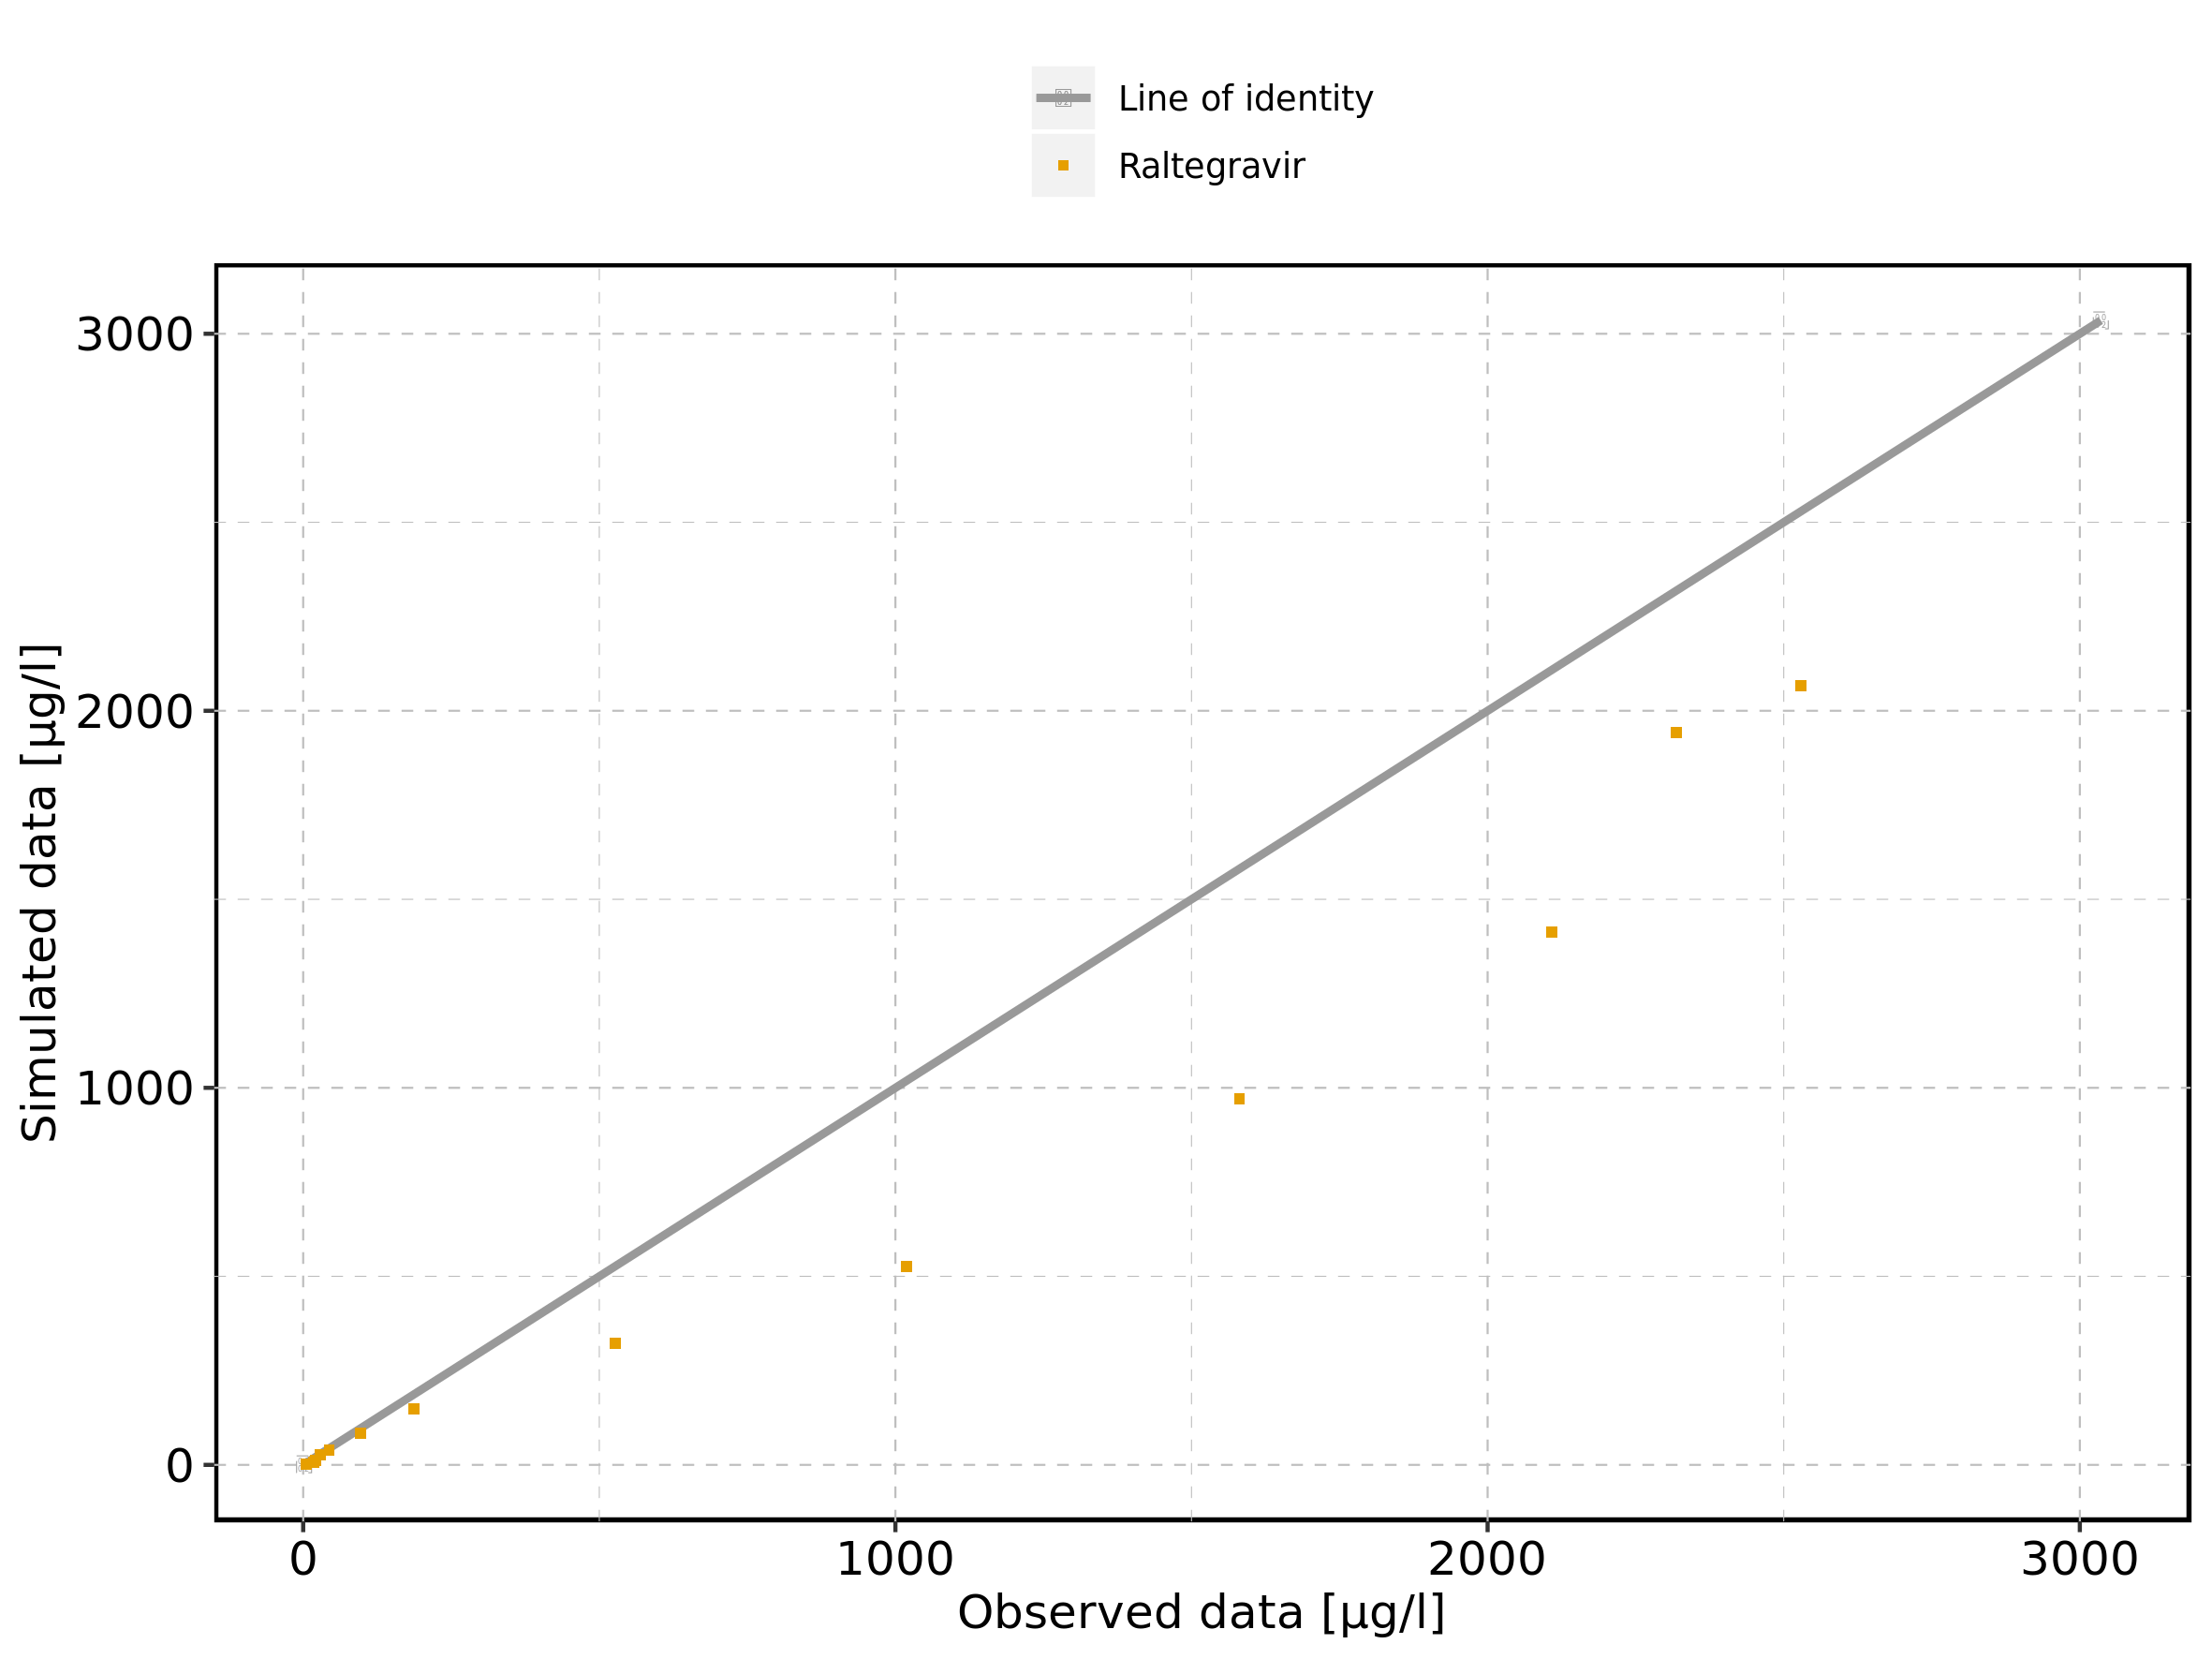 Line of identity
Raltegravir
3000
2000
1000
0
Simulated data [µg/l]
0 1000 2000 3000
Observed data [µg/l]